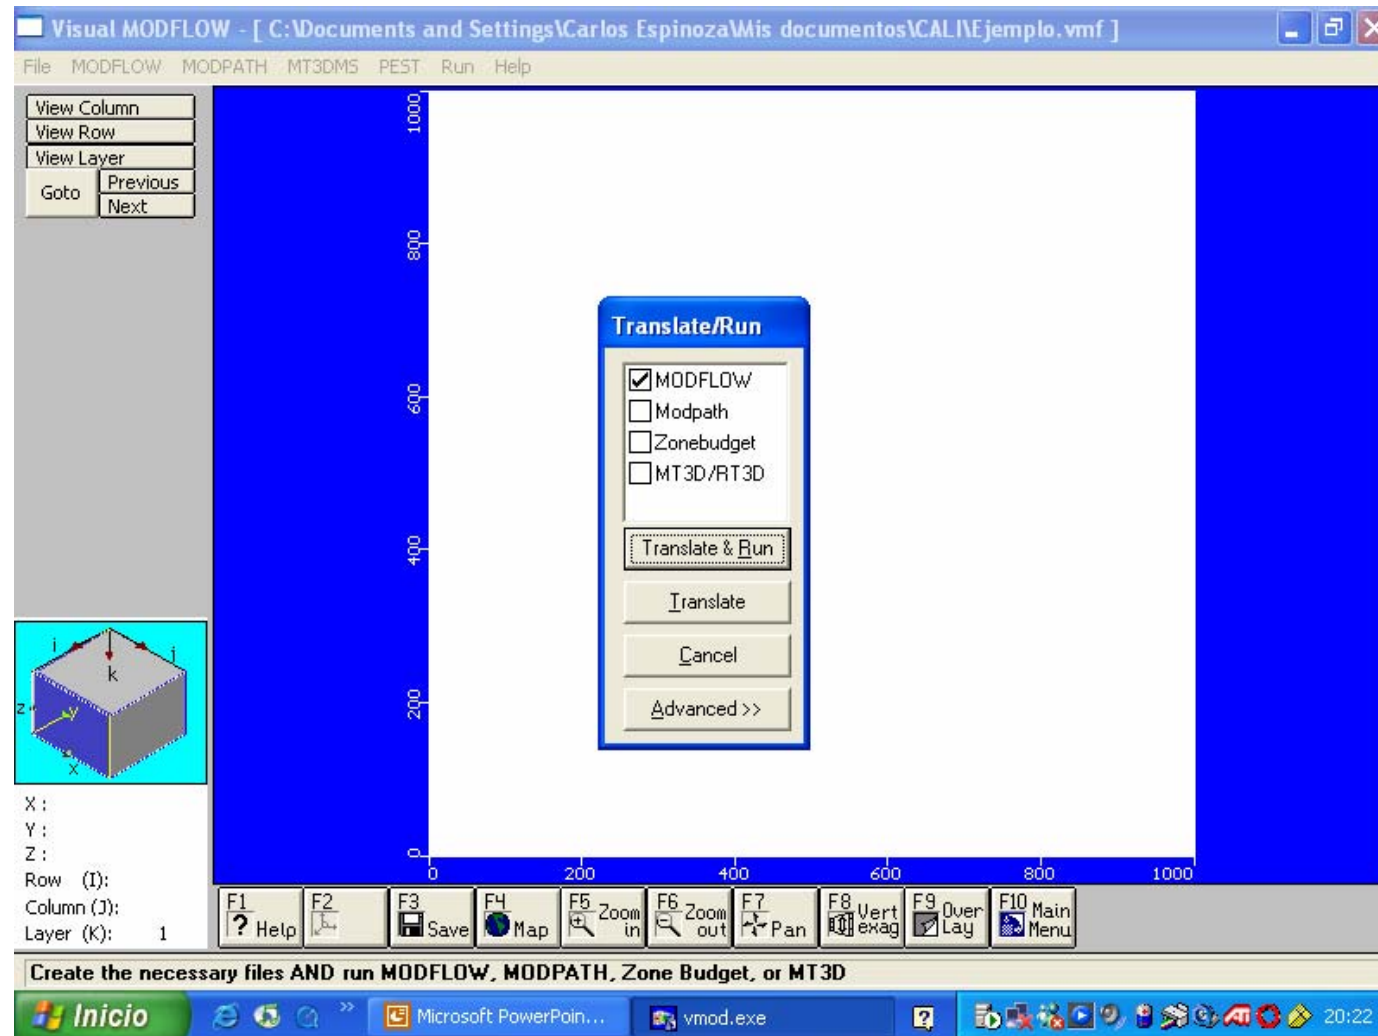 Visual MODFLOW - [ C:\Documents and Settings\Carlos Espinoza\Mis documentos\CALI\Ejemplo.vmf ]
File MODFLOW MODPATH MT3DMS PEST Run Help
View Column
View Row
View Layer
Goto
Previous
Next
1000
800
600
400
200
0
0 200 400 600 800 1000
Translate/Run
MODFLOW
Modpath
Zonebudget
MT3D/RT3D
Translate & Run
Translate
Cancel
Advanced >>
i
j
k
z
y
x
X :
Y :
Z :
Row (I):
Column (J):
Layer (K): 1
F1 ? Help
F2
F3 Save
F4 Map
F5 Zoom in
F6 Zoom out
F7 Pan
F8 Vert exag
F9 Over Lay
F10 Main Menu
Create the necessary files AND run MODFLOW, MODPATH, Zone Budget, or MT3D
Inicio
»
Microsoft PowerPoin...
vmod.exe
?
ATI
20:22